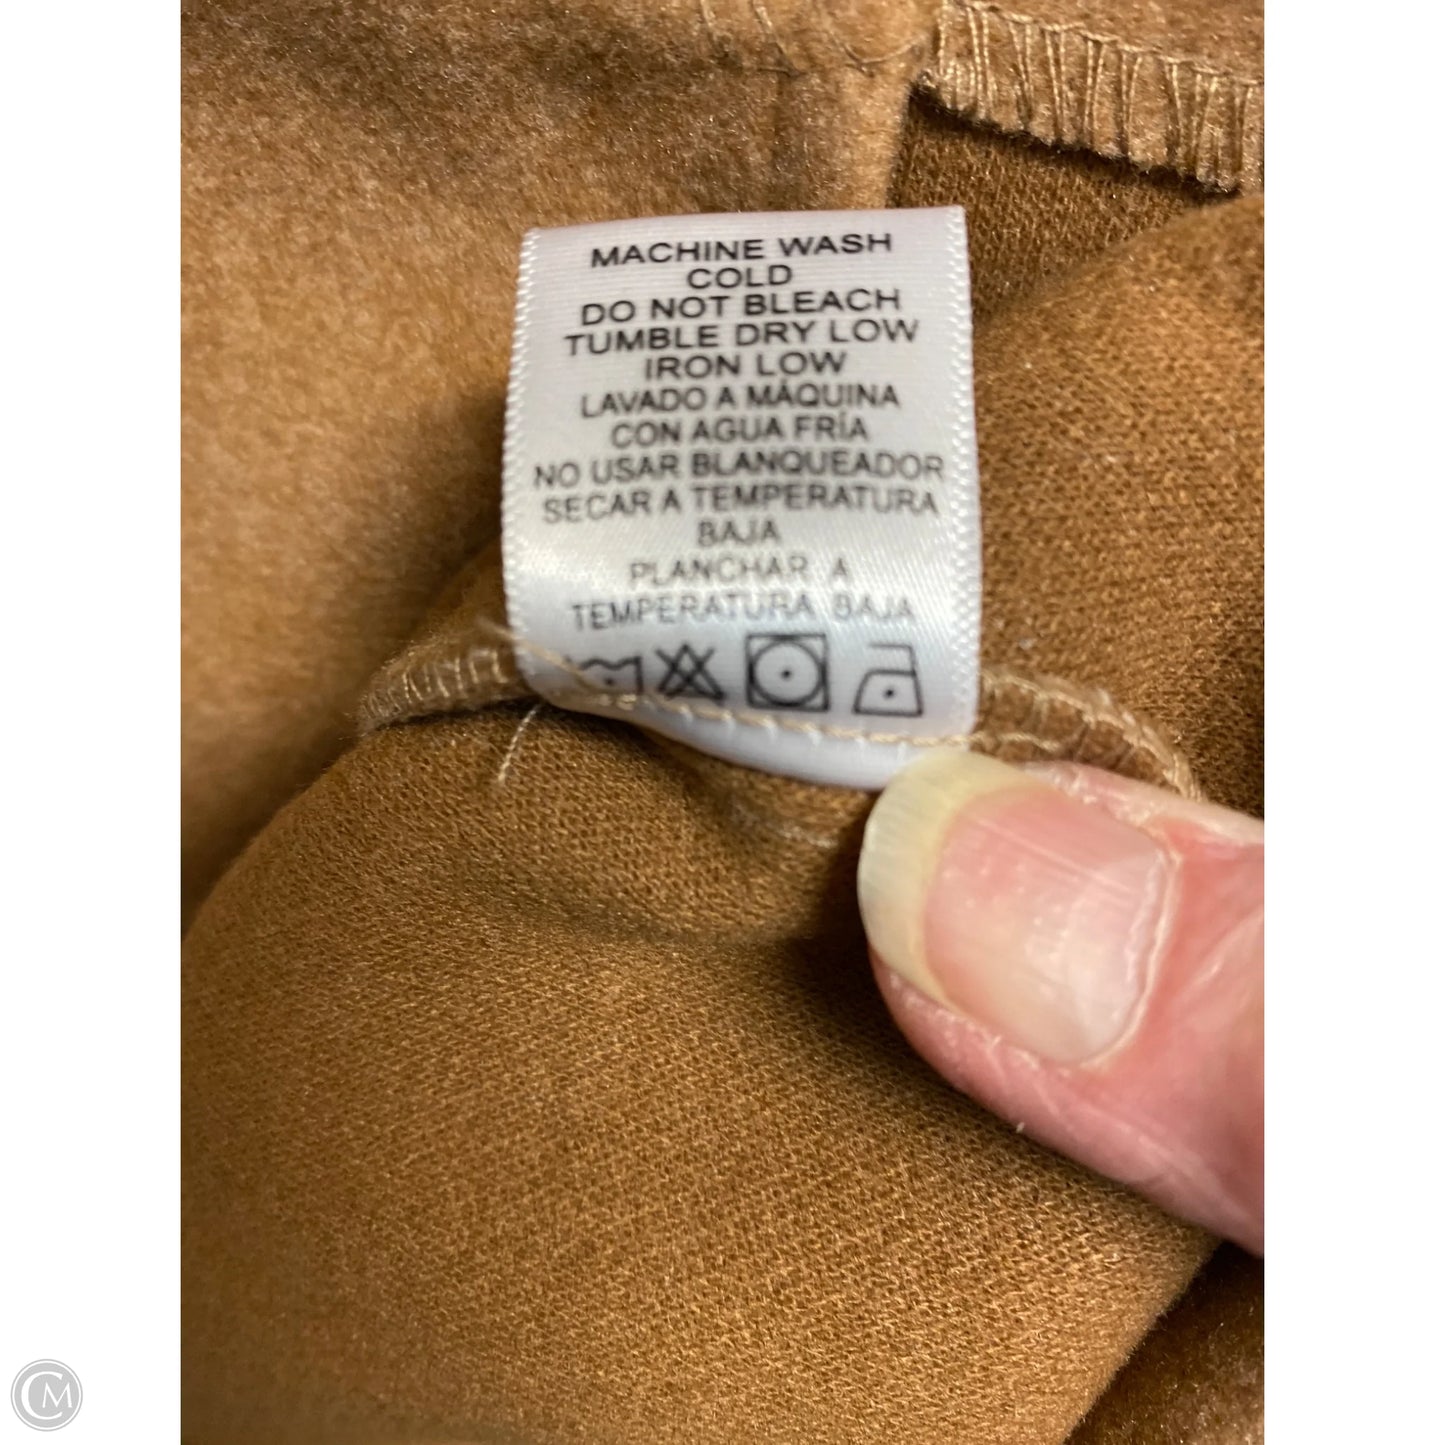 MACHINE WASH
COLD
DO NOT BLEACH
TUMBLE DRY LOW
IRON LOW
LAVADO A MÁQUINA
CON AGUA FRÍA
NO USAR BLANQUEADOR
SECAR A TEMPERATURA
BAJA
PLANCHAR A
TEMPERATURA BAJA
CM